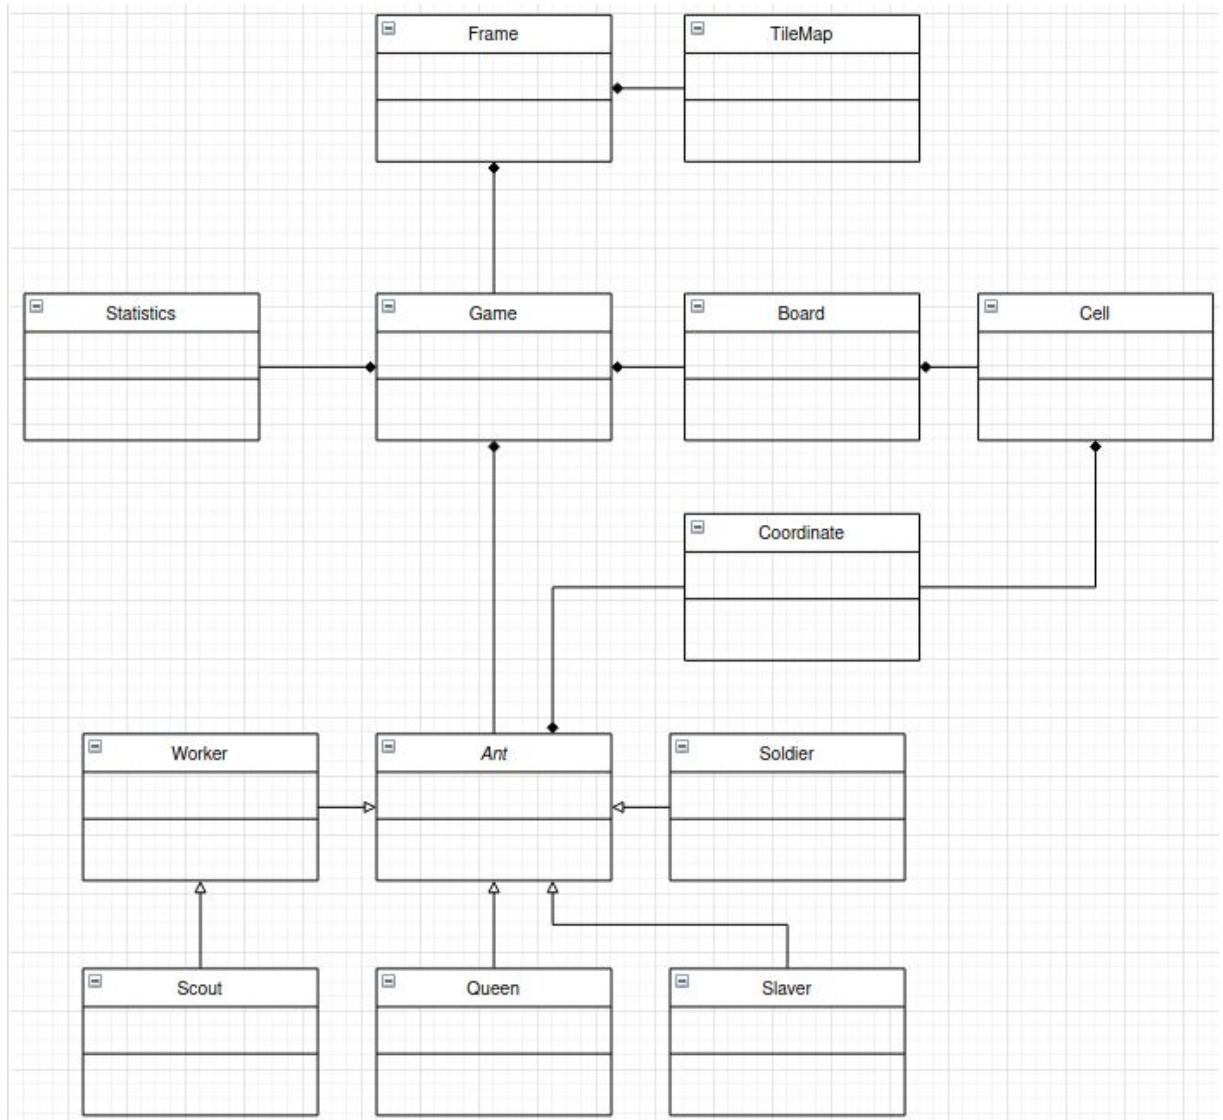 Frame
TileMap
Statistics
Game
Board
Cell
Coordinate
Worker
Ant
Soldier
Scout
Queen
Slaver